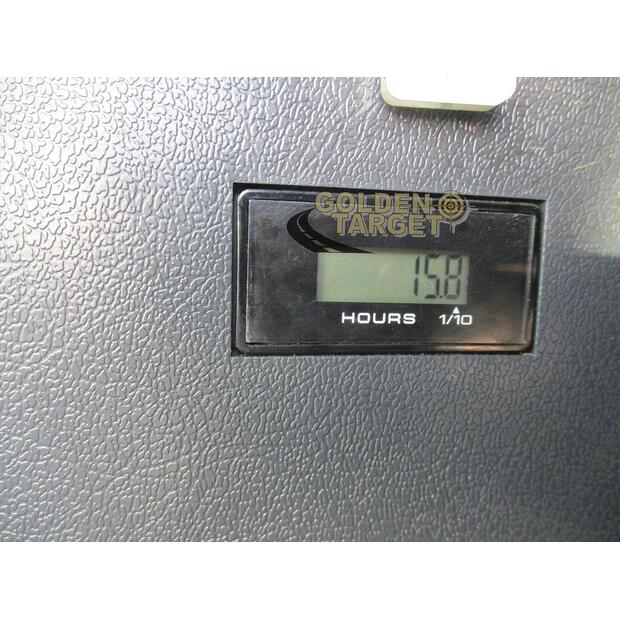 GOLDEN
TARGET
15.8
HOURS 1/10